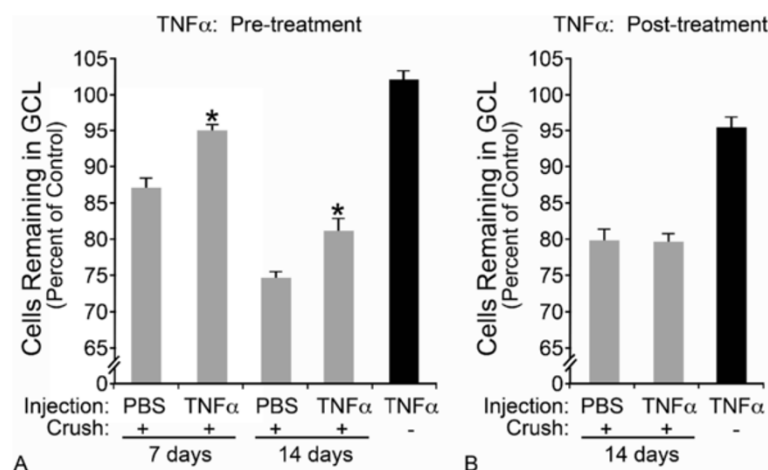 TNFα: Pre-treatment
Cells Remaining in GCL
(Percent of Control)
105
100
95
90
85
80
75
70
65
0
*
*
Injection: PBS TNFα PBS TNFα TNFα
Crush: + + + + -
7 days 14 days
A
TNFα: Post-treatment
Cells Remaining in GCL
(Percent of Control)
105
100
95
90
85
80
75
70
65
0
Injection: PBS TNFα TNFα
Crush: + + -
14 days
B